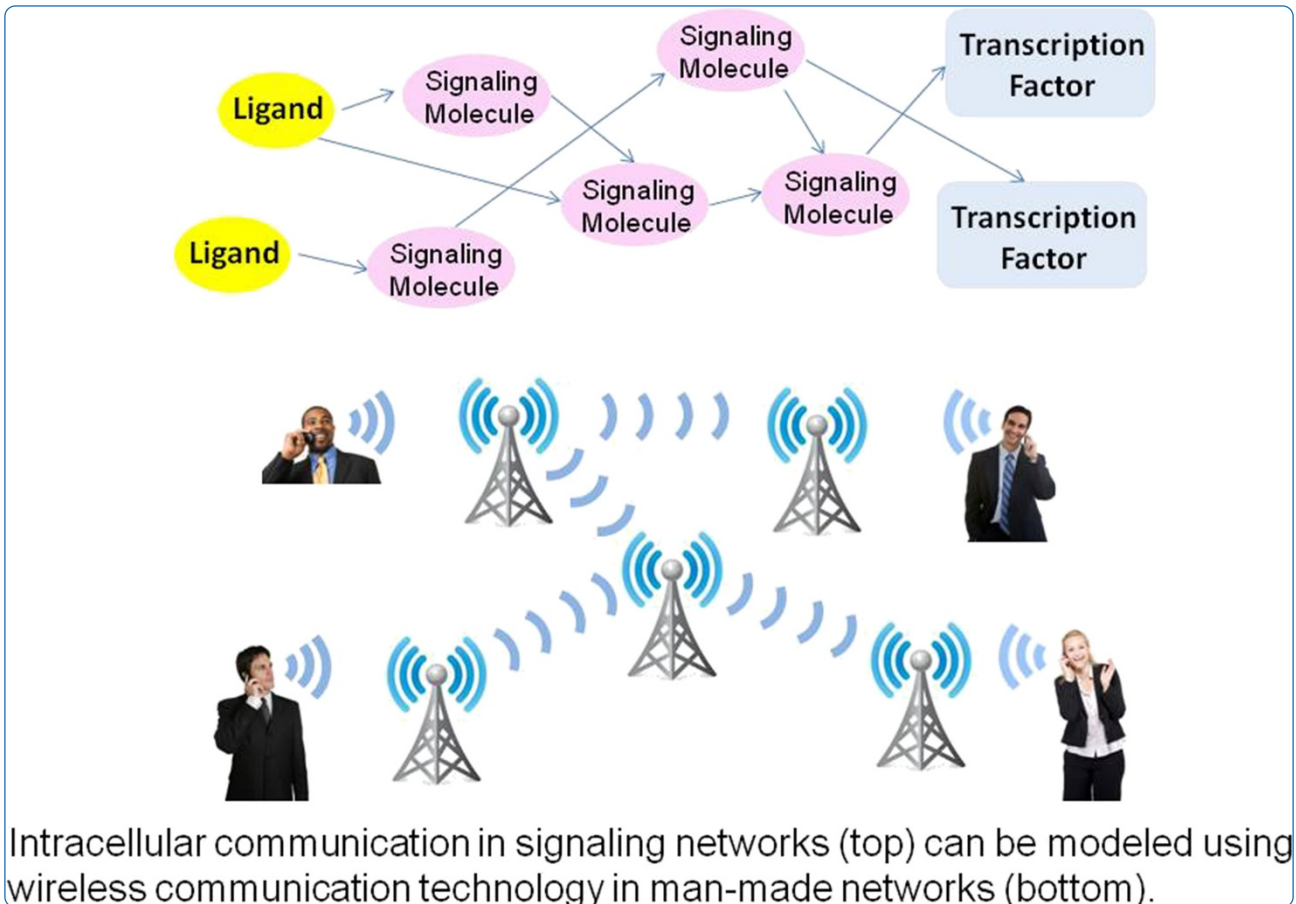 Signaling
Molecule
Transcription
Factor
Ligand
Signaling
Molecule
Signaling
Molecule
Signaling
Molecule
Transcription
Factor
Ligand
Signaling
Molecule
Intracellular communication in signaling networks (top) can be modeled using
wireless communication technology in man-made networks (bottom).